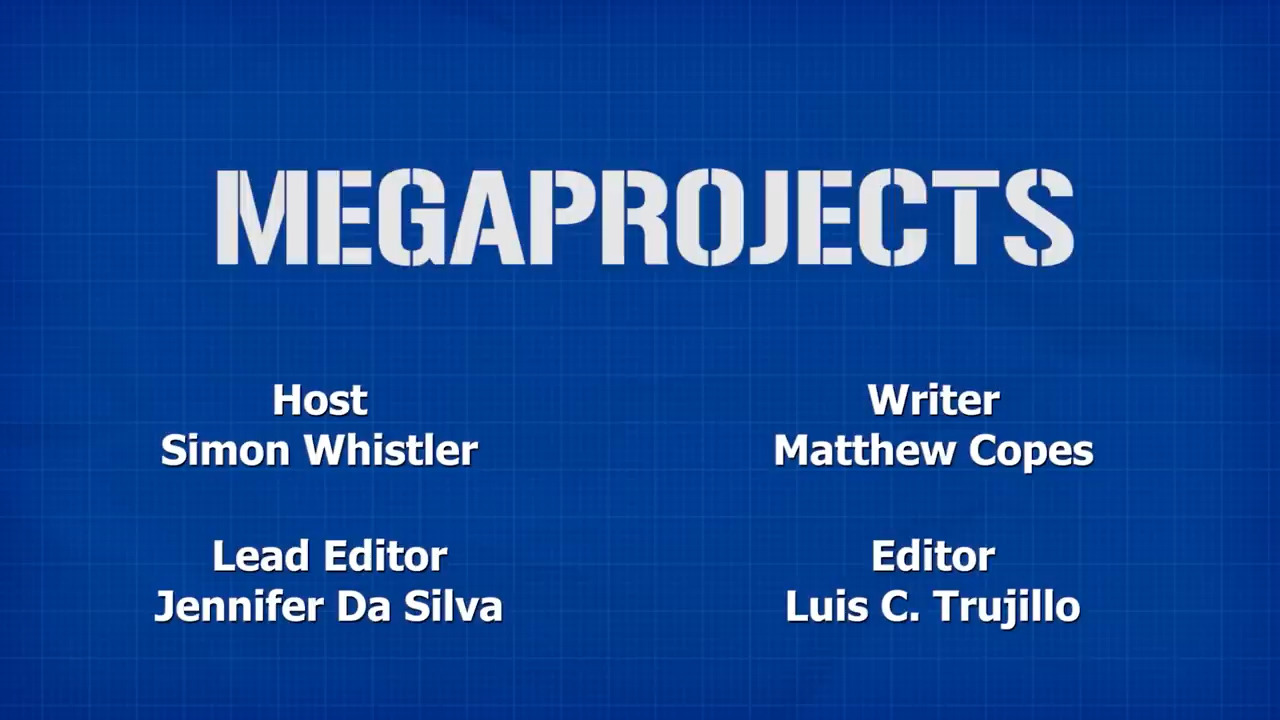 MEGAPROJECTS
Host
Simon Whistler
Writer
Matthew Copes
Lead Editor
Jennifer Da Silva
Editor
Luis C. Trujillo